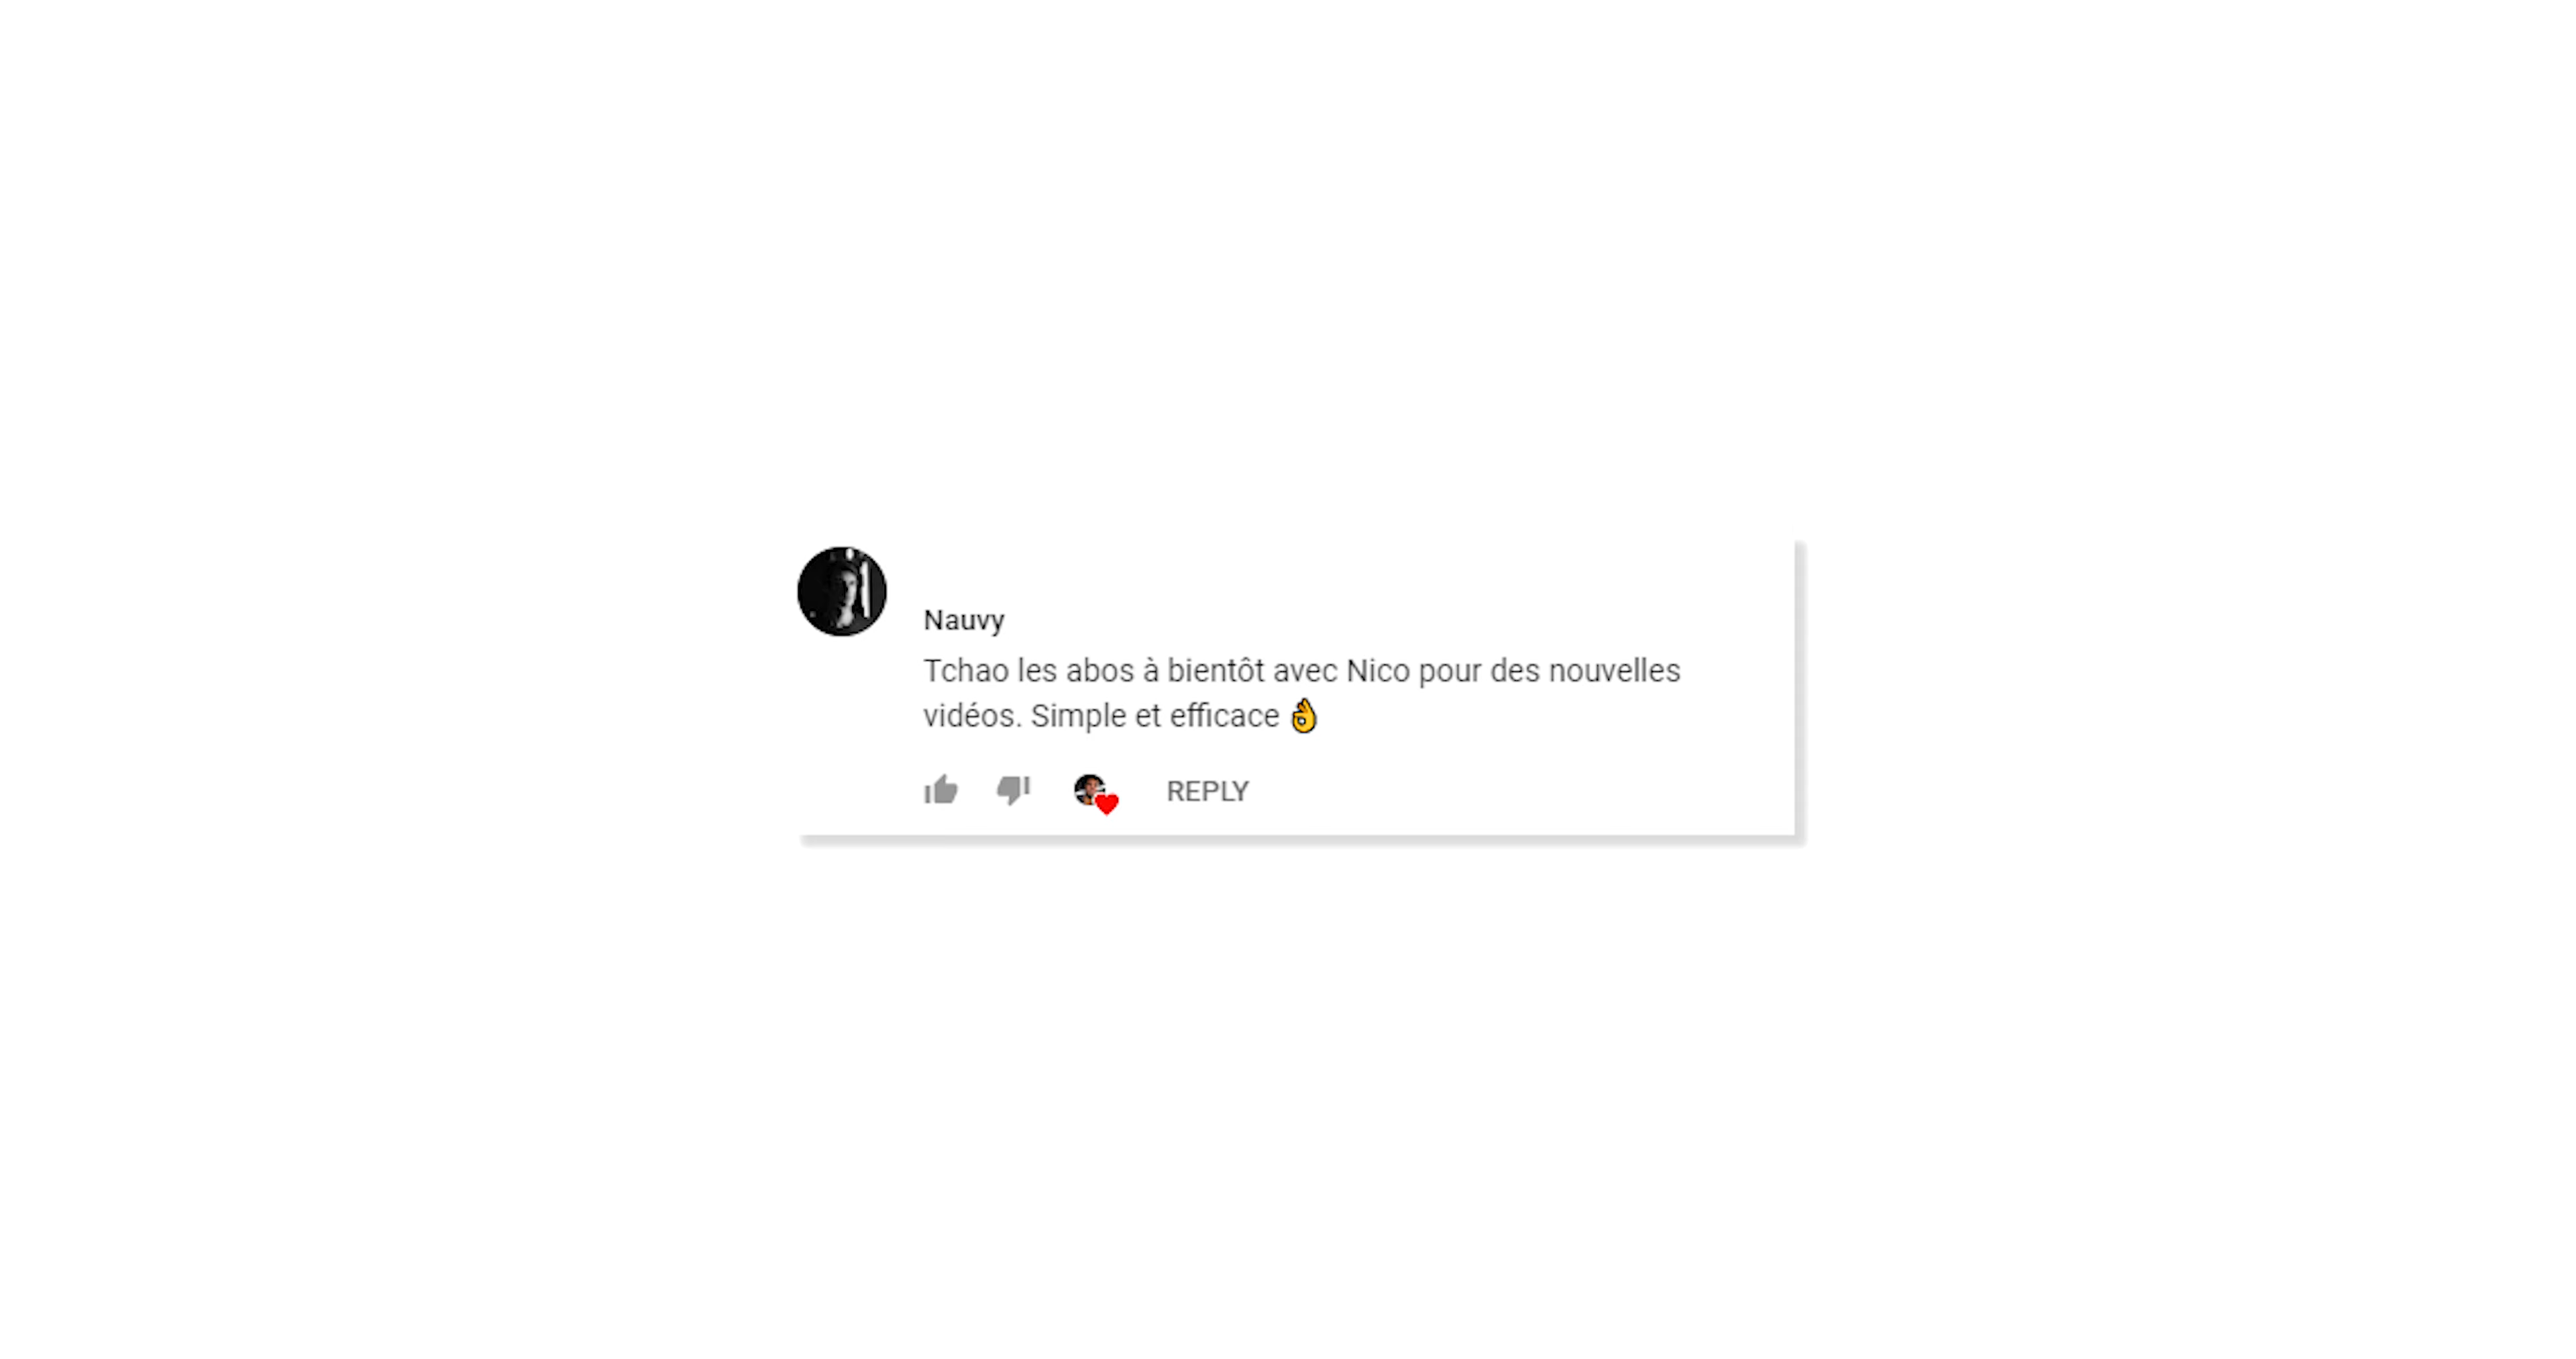 Nauvy
Tchao les abos à bientôt avec Nico pour des nouvelles
vidéos. Simple et efficace 👌
REPLY